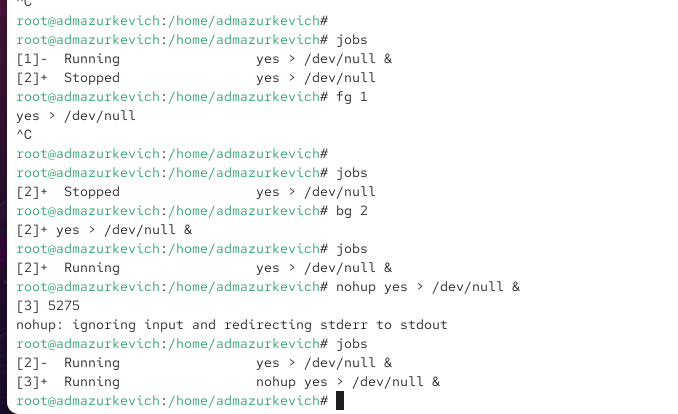 ^C
root@admazurkevich:/home/admazurkevich#
root@admazurkevich:/home/admazurkevich# jobs
[1]-  Running                 yes > /dev/null &
[2]+  Stopped                 yes > /dev/null
root@admazurkevich:/home/admazurkevich# fg 1
yes > /dev/null
^C
root@admazurkevich:/home/admazurkevich#
root@admazurkevich:/home/admazurkevich# jobs
[2]+  Stopped                 yes > /dev/null
root@admazurkevich:/home/admazurkevich# bg 2
[2]+ yes > /dev/null &
root@admazurkevich:/home/admazurkevich# jobs
[2]+  Running                 yes > /dev/null &
root@admazurkevich:/home/admazurkevich# nohup yes > /dev/null &
[3] 5275
nohup: ignoring input and redirecting stderr to stdout
root@admazurkevich:/home/admazurkevich# jobs
[2]-  Running                 yes > /dev/null &
[3]+  Running                 nohup yes > /dev/null &
root@admazurkevich:/home/admazurkevich#